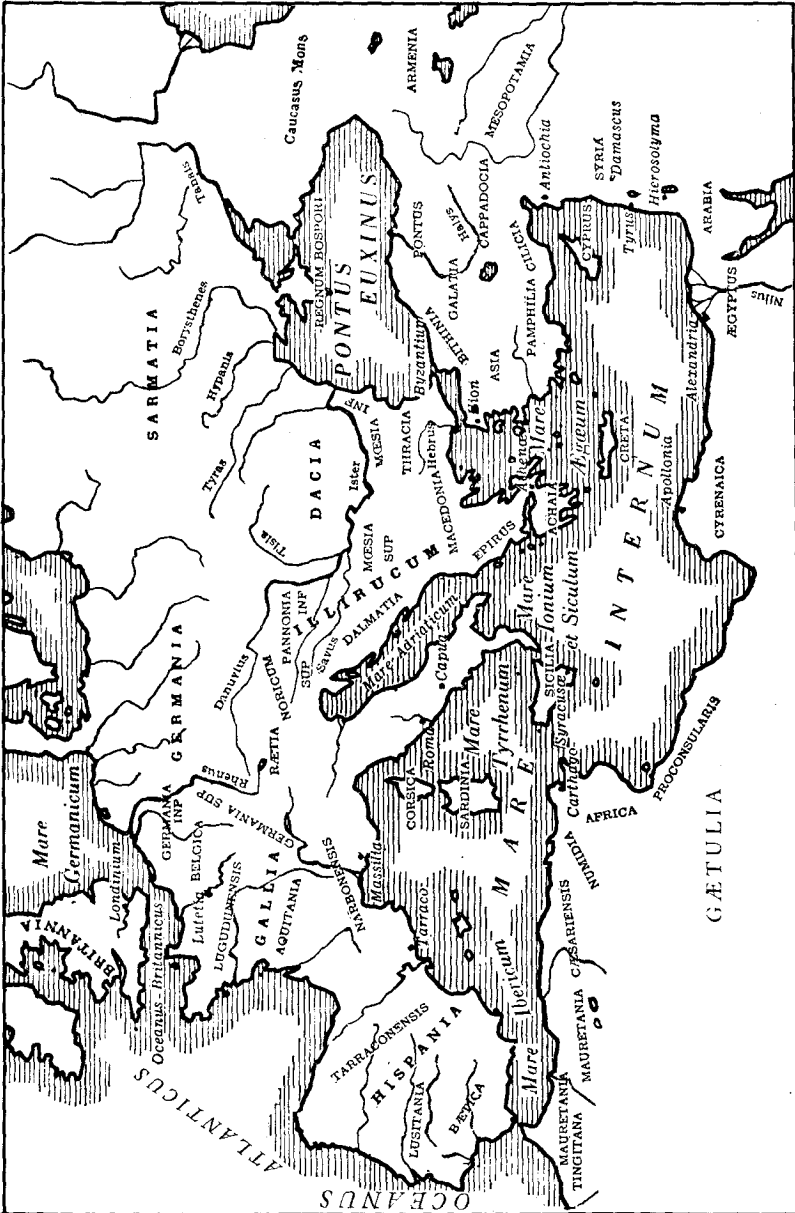 OCEANUS
ATLANTICUS
BRITANNIA
Londinium
Oceanus Britannicus
Mare
Germanicum
GERMANIA
INF
Rhenus
GERMANIA SUP
BELGICA
Lutetia
LUGUDUNENSIS
GALLIA
AQUITANIA
NARBONENSIS
Massilia
Tarraco
TARRACONENSIS
HISPANIA
LUSITANIA
BÆTICA
GERMANIA
Danuvius
RÆTIA
NORICUM
PANNONIA
INF
SUP
Savus
DALMATIA
ILLIRUCUM
Mare Adriaticum
MŒSIA
SUP
MŒSIA
INF
Tisia
DACIA
Ister
Tyras
Hypanis
Borysthenes
SARMATIA
Tanais
Caucasus Mons
REGNUM BOSPORI
PONTUS
EUXINUS
Byzantium
THRACIA
Hebrus
MACEDONIA
EPIRUS
ACHAIA
Athenæ
Mare
Ægæum
CRETA
Ilion
ASIA
BITHINIA
GALATIA
PONTUS
Halys
CAPPADOCIA
PAMPHILIA
CILICIA
ARMENIA
MESOPOTAMIA
Antiochia
SYRIA
Damascus
CYPRUS
Tyrus
Hierosolyma
ARABIA
Nilus
ÆGYPTUS
Alexandria
Apollonia
CYRENAICA
CORSICA
Roma
Capua
SARDINIA
Mare
Tyrrhenum
SICILIA
Syracusæ
Mare
Ionium
et Siculum
MARE
INTERNUM
Mare
Ibericum
Carthago
AFRICA
PROCONSULARIS
NUMIDIA
MAURETANIA
CÆSARIENSIS
MAURETANIA
TINGITANA
GÆTULIA